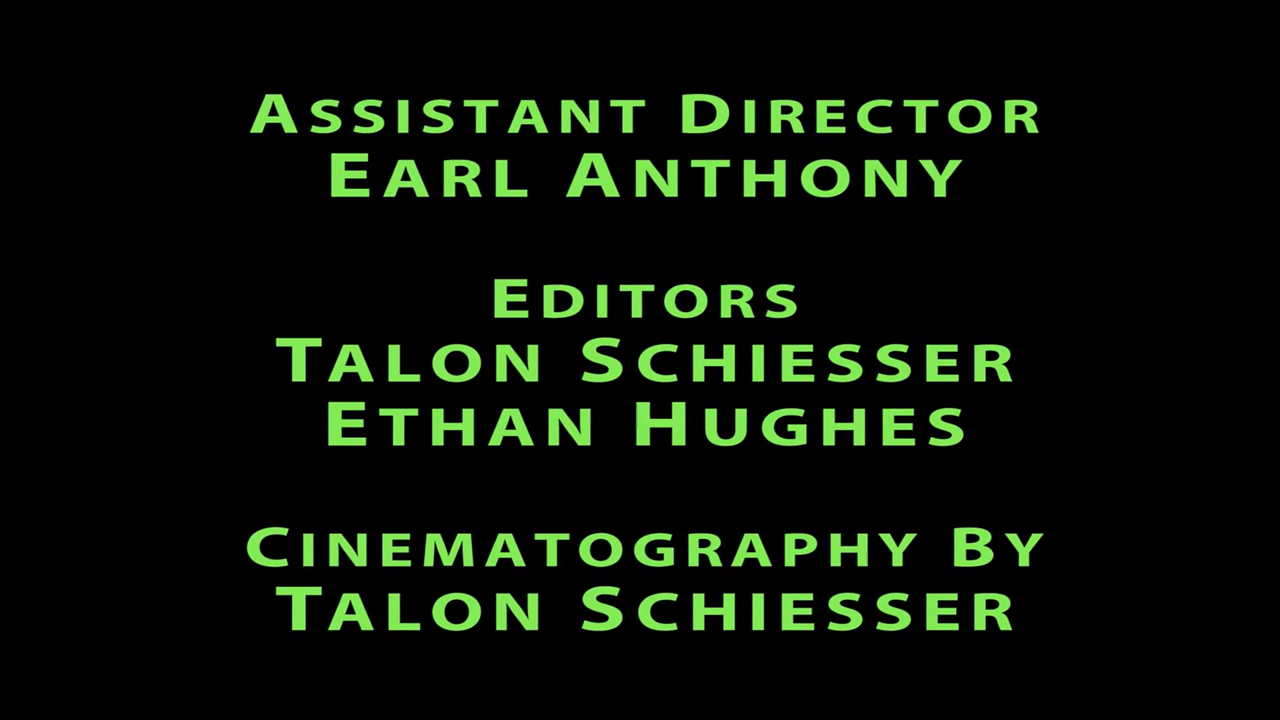 Assistant Director
Earl Anthony
Editors
Talon Schiesser
Ethan Hughes
Cinematography By
Talon Schiesser